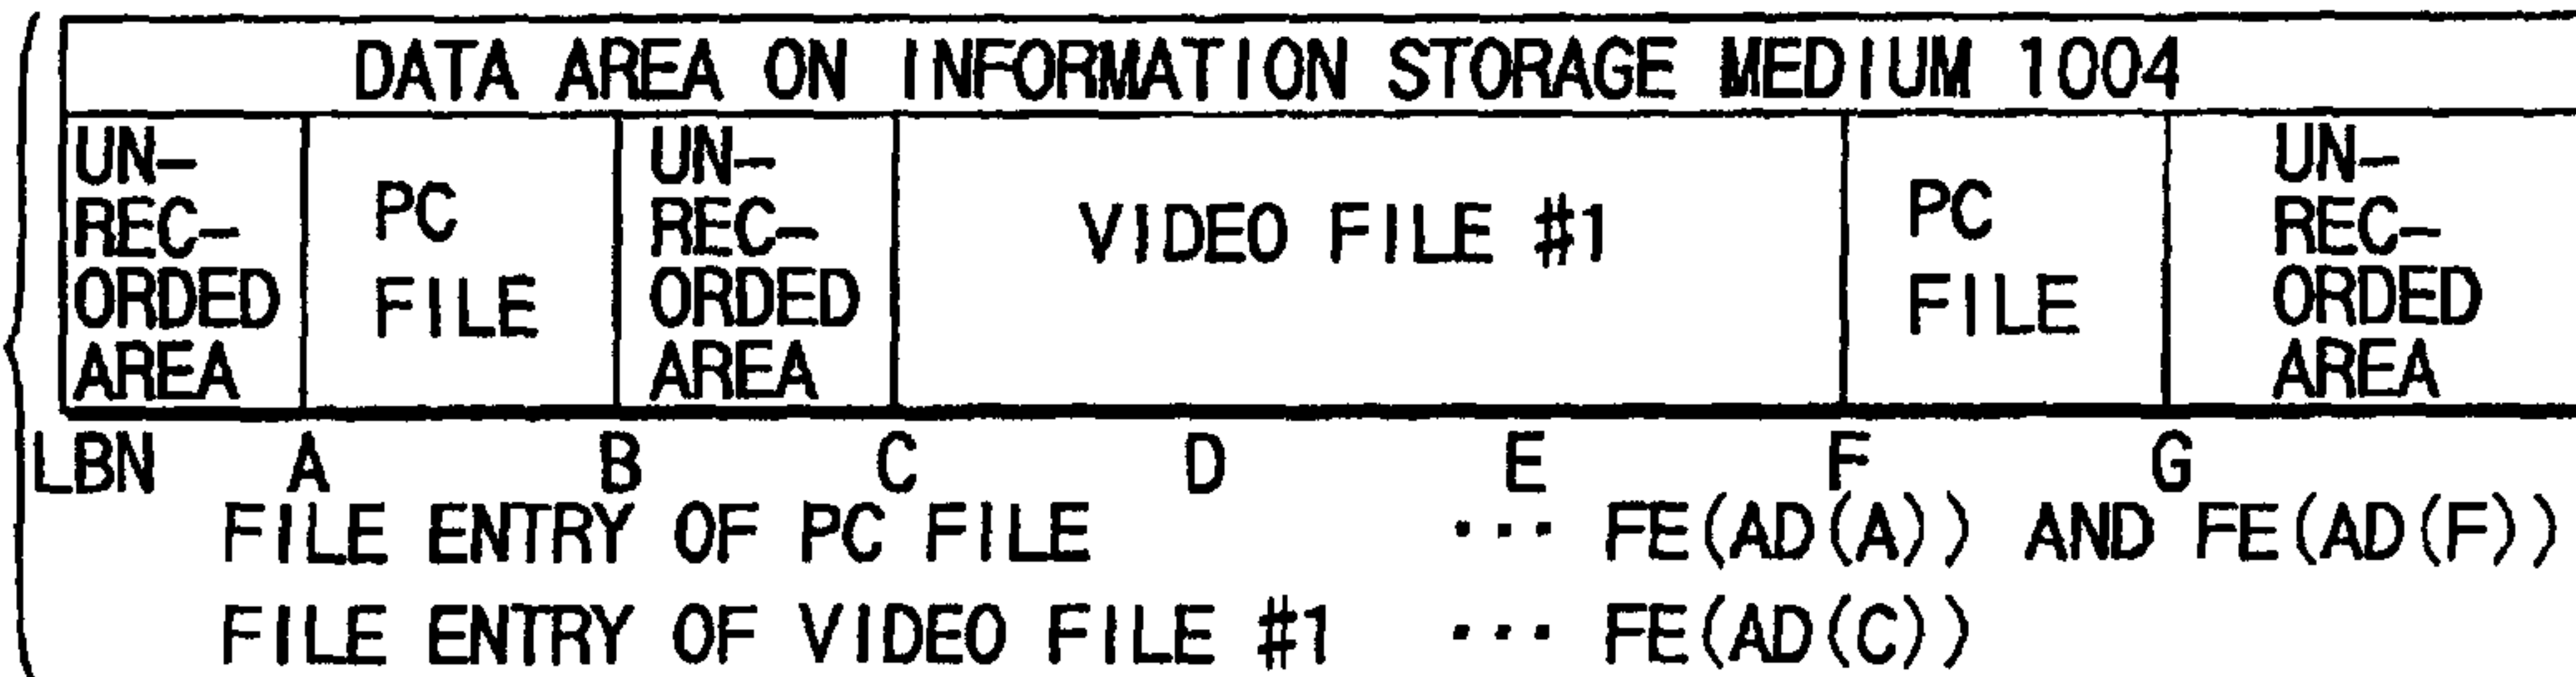 DATA AREA ON INFORMATION STORAGE MEDIUM 1004
UN-
REC-
ORDED
AREA
PC
FILE
UN-
REC-
ORDED
AREA
VIDEO FILE #1
PC
FILE
UN-
REC-
ORDED
AREA
LBN A B C D E F G
FILE ENTRY OF PC FILE ··· FE(AD(A)) AND FE(AD(F))
FILE ENTRY OF VIDEO FILE #1 ··· FE(AD(C))